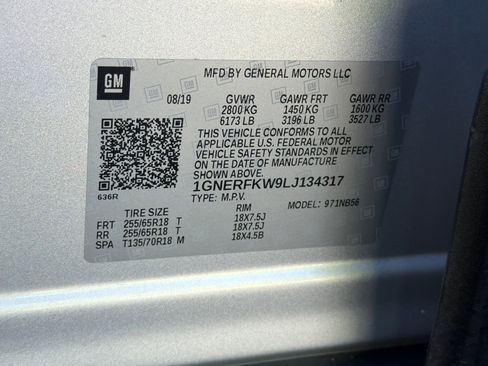 GM
MFD BY GENERAL MOTORS LLC
08/19 GVWR GAWR FRT GAWR RR
2800 KG 1450 KG 1600 KG
6173 LB 3196 LB 3527 LB
THIS VEHICLE CONFORMS TO ALL
APPLICABLE U.S. FEDERAL MOTOR
VEHICLE SAFETY STANDARDS IN
EFFECT ON THE DATE OF MANUFACTURE
SHOWN ABOVE.
636R
1GNERFKW9LJ134317
TYPE: M.P.V. MODEL: 971NB56
TIRE SIZE RIM
FRT 255/65R18 T 18X7.5J
RR 255/65R18 T 18X7.5J
SPA T135/70R18 M 18X4.5B